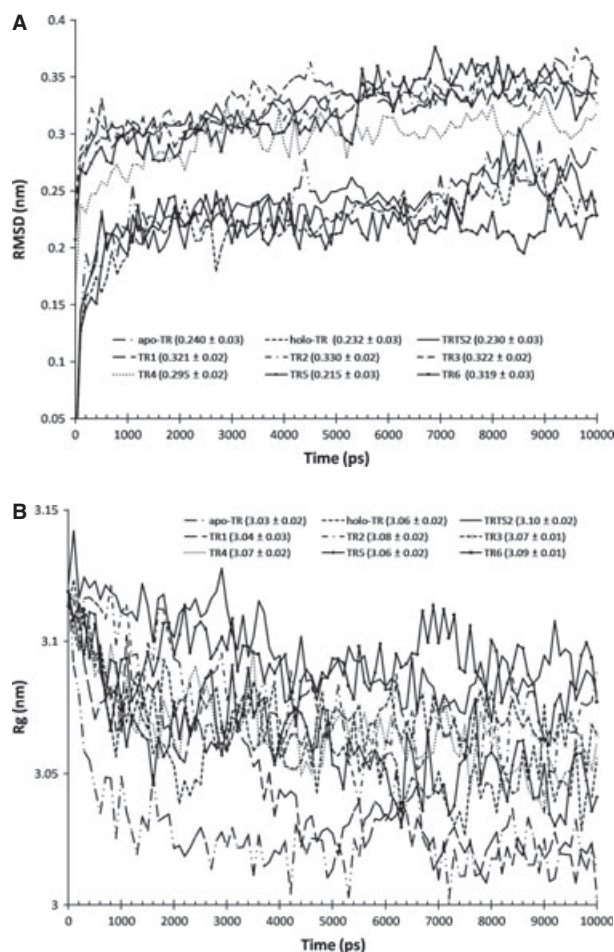 A
0.4
0.35
0.3
0.25
0.2
0.15
0.1
0.05
RMSD (nm)
apo-TR (0.240 ± 0.03) holo-TR (0.232 ± 0.03) TRTS2 (0.230 ± 0.03)
TR1 (0.321 ± 0.02) TR2 (0.330 ± 0.02) TR3 (0.322 ± 0.02)
TR4 (0.295 ± 0.02) TR5 (0.215 ± 0.03) TR6 (0.319 ± 0.03)
0 1000 2000 3000 4000 5000 6000 7000 8000 9000 10000
Time (ps)
B
3.15
3.1
3.05
3
Rg (nm)
apo-TR (3.03 ± 0.02) holo-TR (3.06 ± 0.02) TRTS2 (3.10 ± 0.02)
TR1 (3.04 ± 0.03) TR2 (3.08 ± 0.02) TR3 (3.07 ± 0.01)
TR4 (3.07 ± 0.02) TR5 (3.06 ± 0.02) TR6 (3.09 ± 0.01)
0 1000 2000 3000 4000 5000 6000 7000 8000 9000 10000
Time (ps)